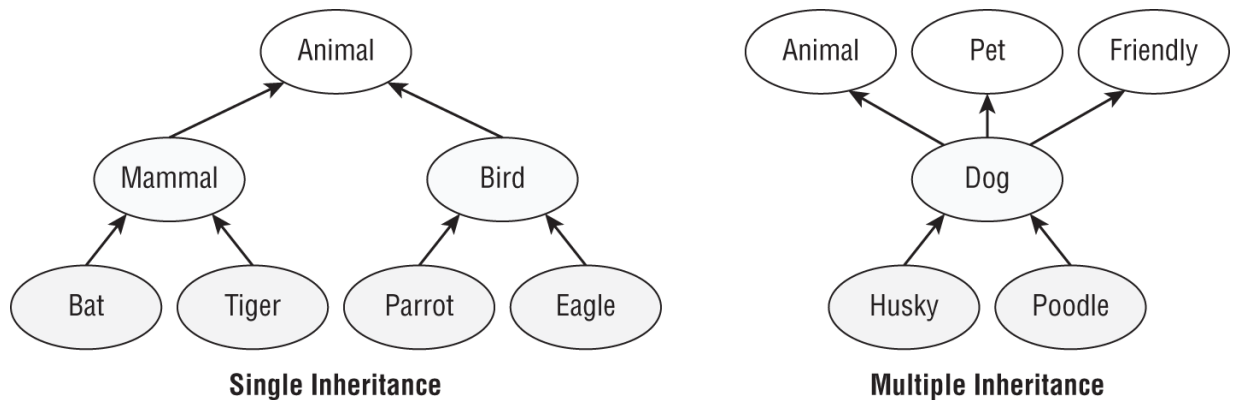 Animal
Mammal
Bird
Bat
Tiger
Parrot
Eagle
Single Inheritance
Animal
Pet
Friendly
Dog
Husky
Poodle
Multiple Inheritance